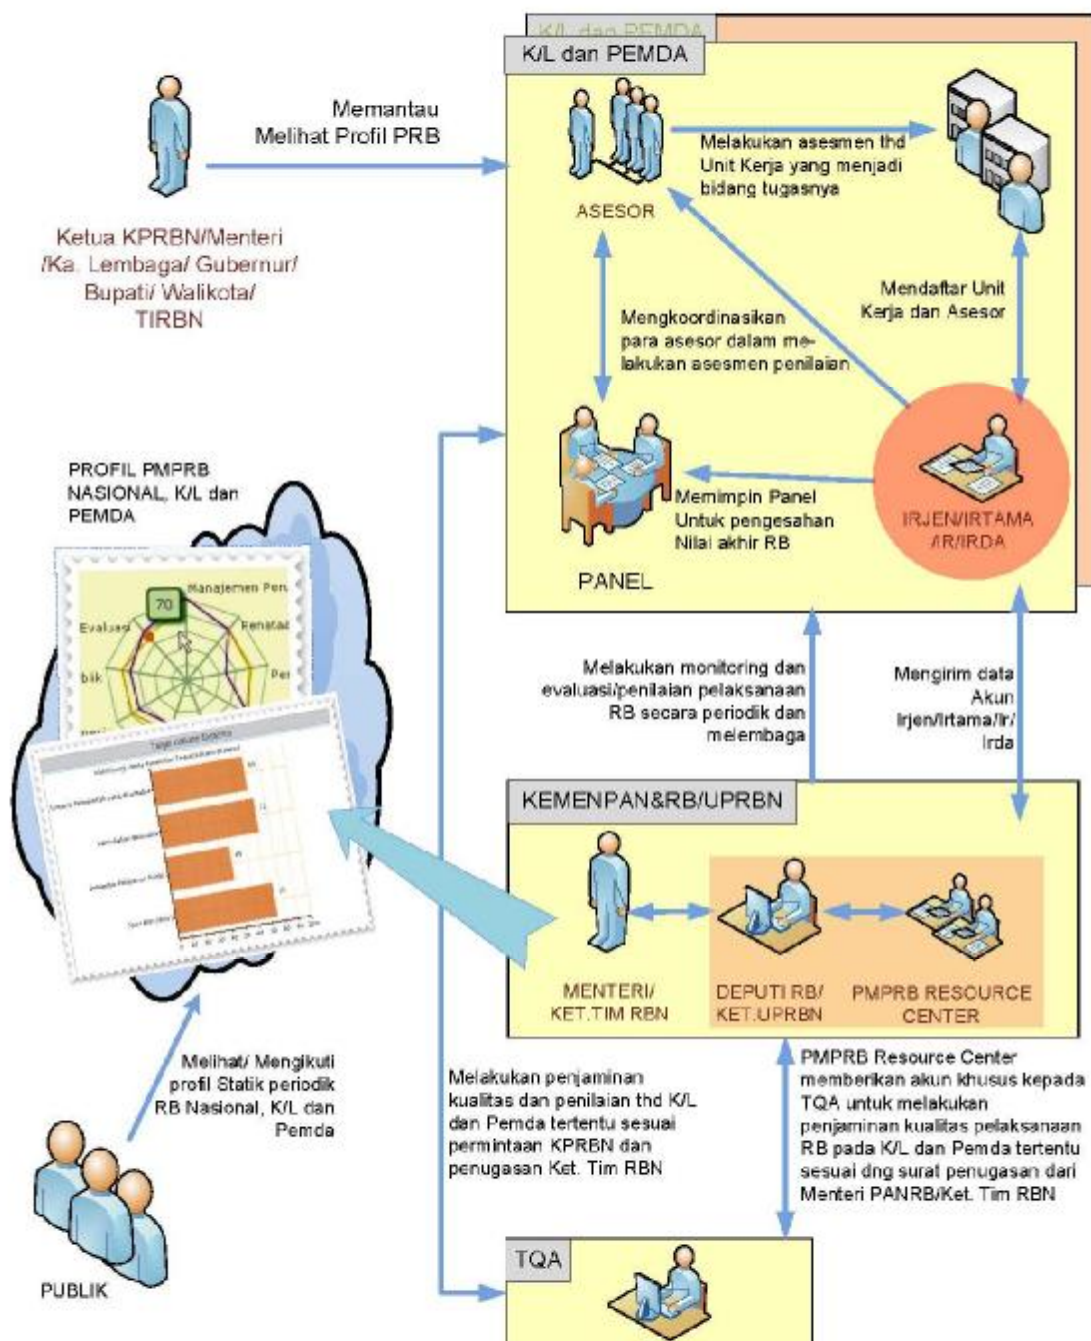 K/L dan PEMDA
K/L dan PEMDA
Memantau
Melihat Profil PRB
Ketua KPRBN/Menteri
/Ka. Lembaga/ Gubernur/
Bupati/ Walikota/
TIRBN
ASESOR
Melakukan asesmen thd
Unit Kerja yang menjadi
bidang tugasnya
Mendaftar Unit
Kerja dan Asesor
Mengkoordinasikan
para asesor dalam me-
lakukan asesmen penilaian
Memimpin Panel
Untuk pengesahan
Nilai akhir RB
PANEL
IRJEN/IRTAMA
/IR/IRDA
PROFIL PMPRB
NASIONAL, K/L dan
PEMDA
70
Manajemen Peru
Evaluasi
Penataa
blik
Per
Melakukan monitoring dan
evaluasi/penilaian pelaksanaan
RB secara periodik dan
melembaga
Mengirim data
Akun
Irjen/Irtama/Ir/
Irda
KEMENPAN&RB/UPRBN
MENTERI/
KET.TIM RBN
DEPUTI RB/
KET.UPRBN
PMPRB RESOURCE
CENTER
Melihat/ Mengikuti
profil Statik periodik
RB Nasional, K/L dan
Pemda
PUBLIK
Melakukan penjaminan
kualitas dan penilaian thd K/L
dan Pemda tertentu sesuai
permintaan KPRBN dan
penugasan Ket. Tim RBN
PMPRB Resource Center
memberikan akun khusus kepada
TQA untuk melakukan
penjaminan kualitas pelaksanaan
RB pada K/L dan Pemda tertentu
sesuai dng surat penugasan dari
Menteri PANRB/Ket. Tim RBN
TQA